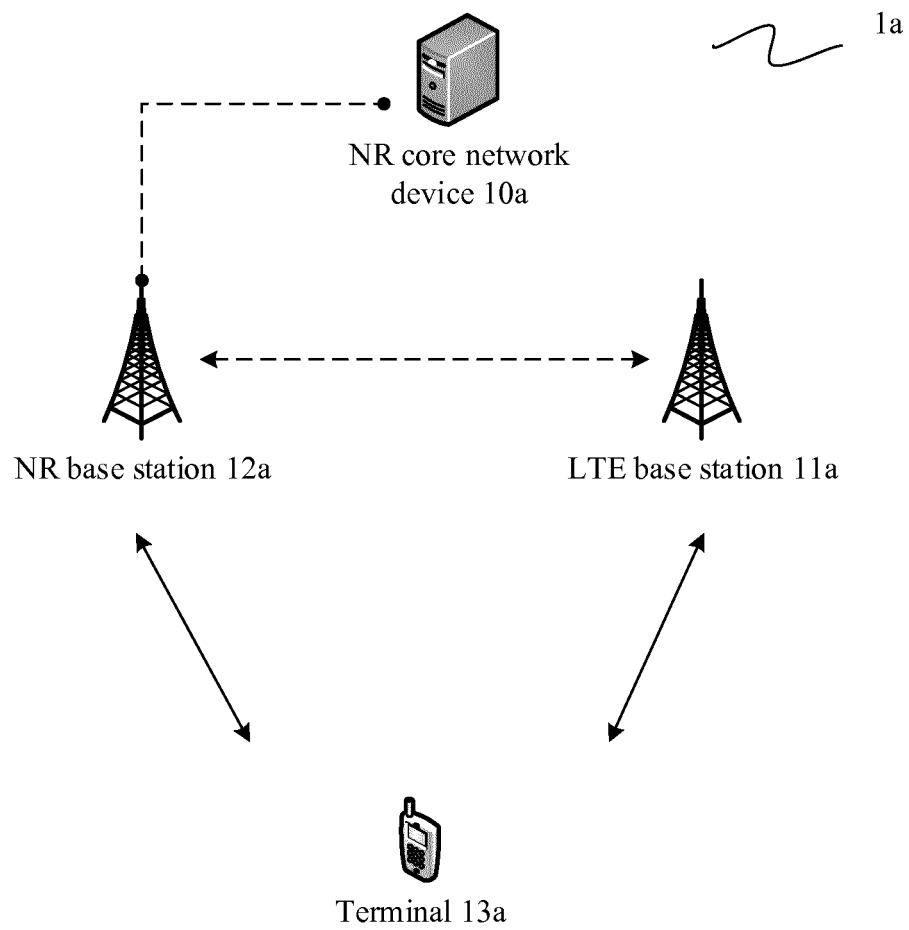 1a
NR core network
device 10a
NR base station 12a
LTE base station 11a
Terminal 13a